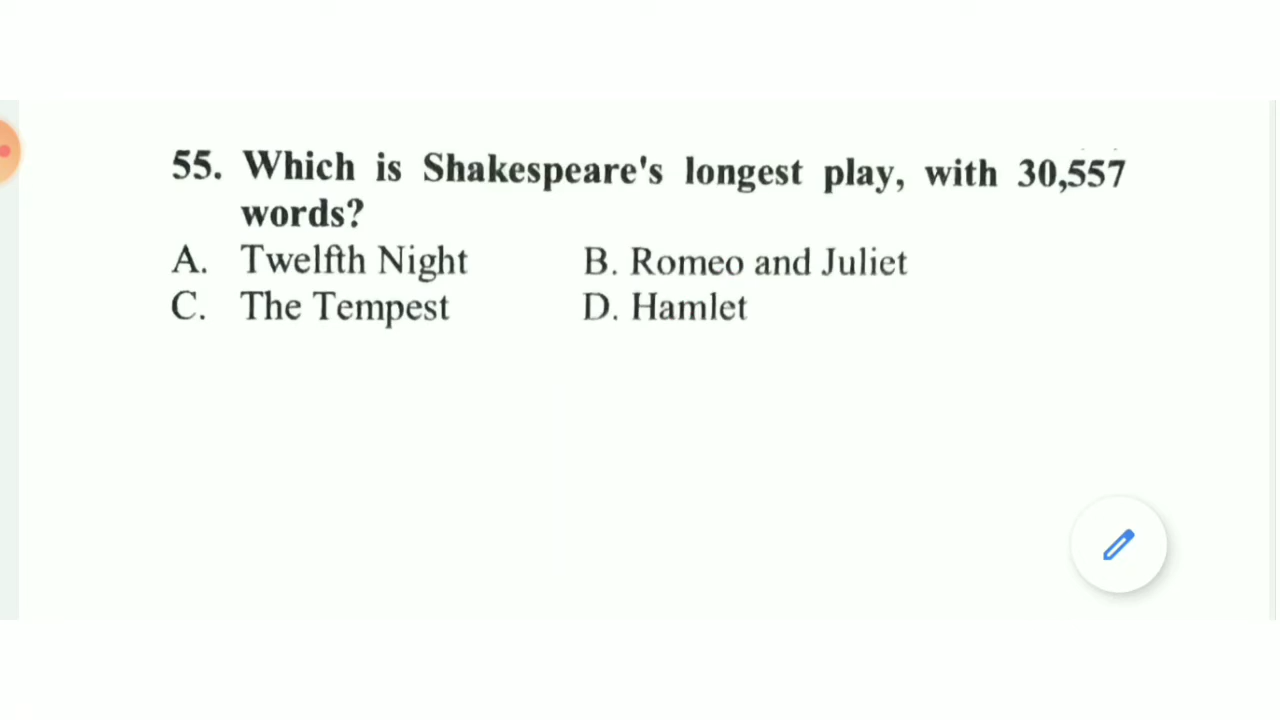 55. Which is Shakespeare's longest play, with 30,557
words?
A. Twelfth Night B. Romeo and Juliet
C. The Tempest D. Hamlet